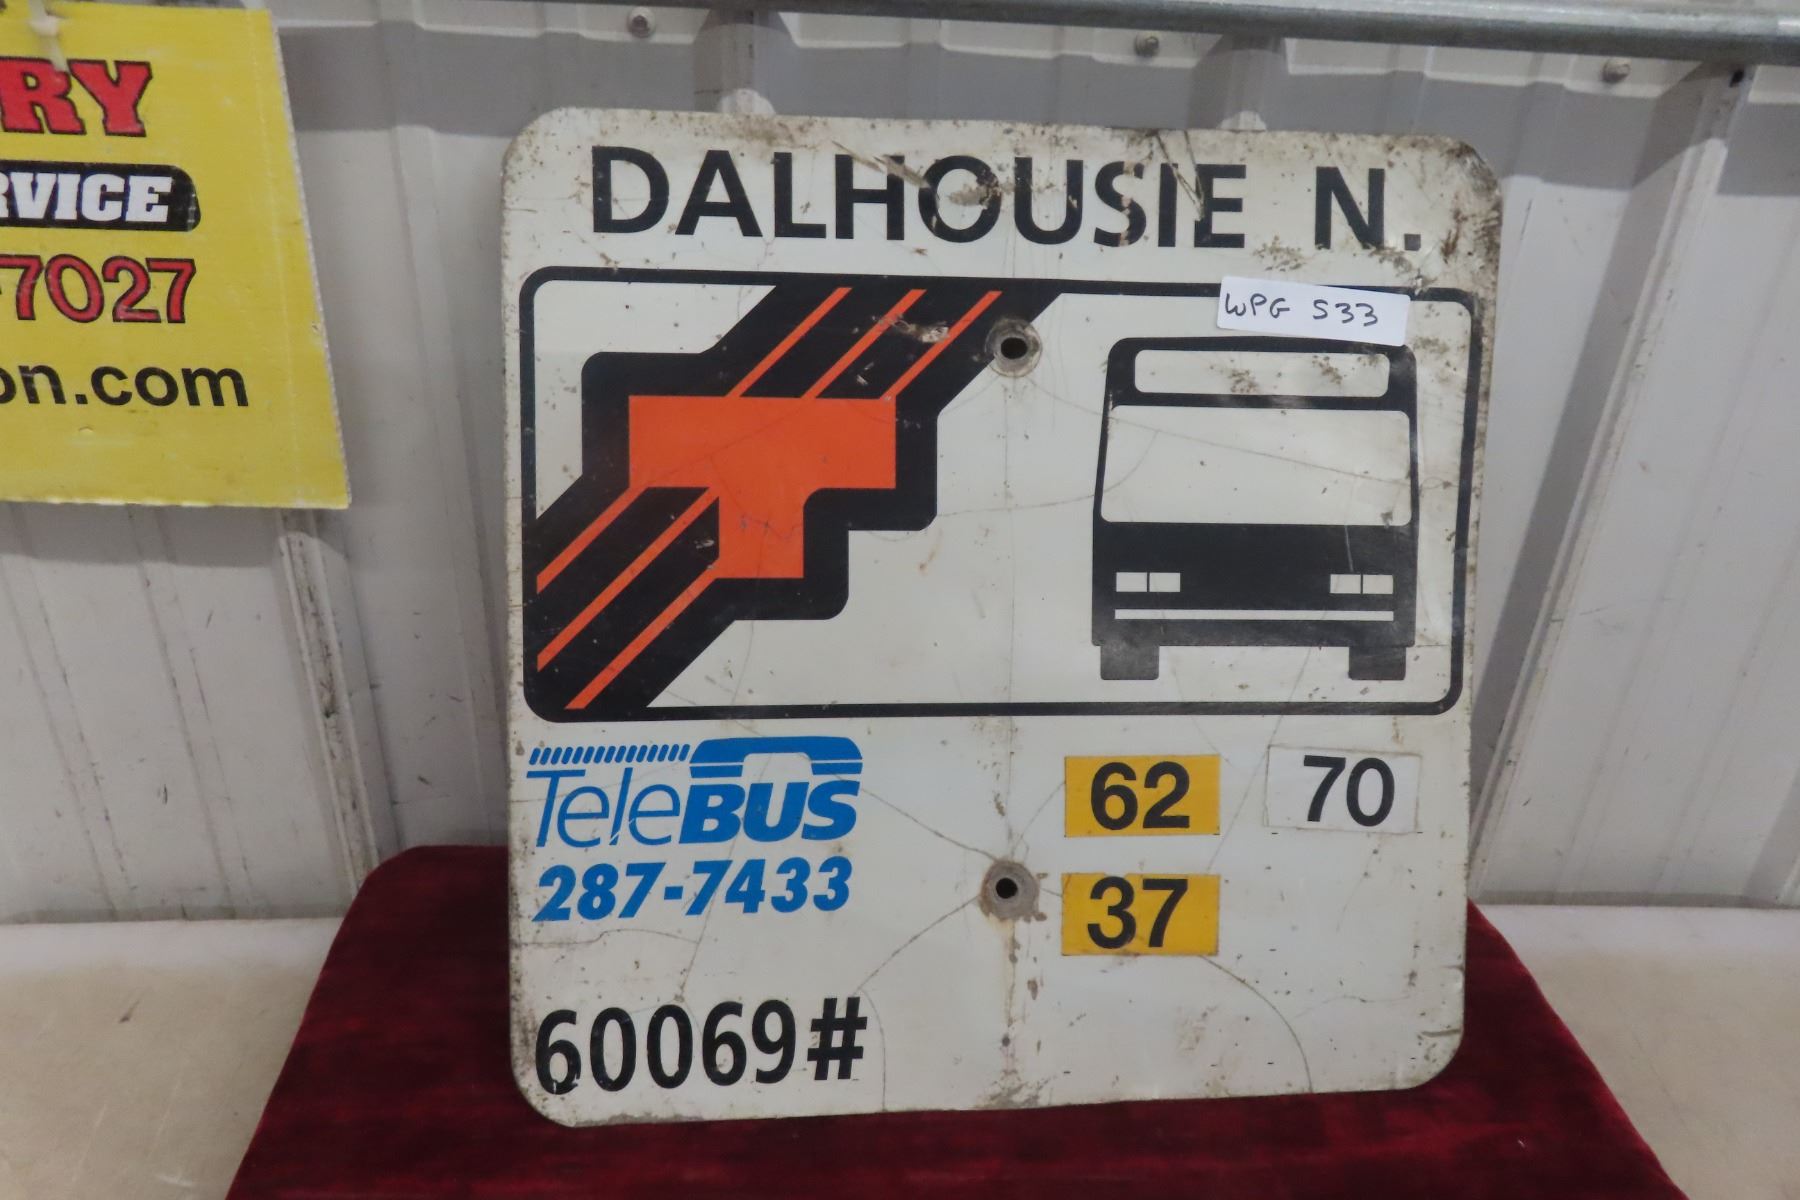 RY
RVICE
7027
on.com
DALHOUSIE N.
WPG S33
TeleBUS
287-7433
62 70
37
60069#